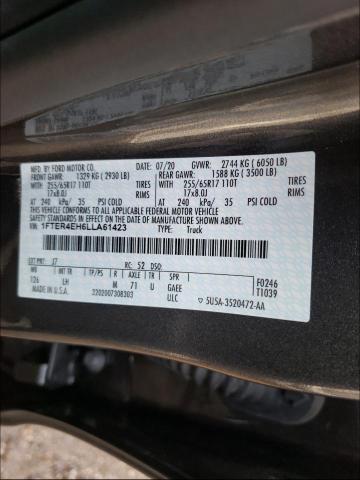 MFD. BY FORD MOTOR CO.
DATE: 07/20 GVWR: 2744 KG ( 6050 LB)
FRONT GAWR: 1329 KG ( 2930 LB) REAR GAWR: 1588 KG ( 3500 LB)
WITH 255/65R17 110T TIRES WITH 255/65R17 110T TIRES
17x8.0J RIMS 17x8.0J RIMS
AT 240 kPa/ 35 PSI COLD AT 240 kPa/ 35 PSI COLD
THIS VEHICLE CONFORMS TO ALL APPLICABLE FEDERAL MOTOR VEHICLE
SAFETY STANDARDS IN EFFECT ON THE DATE OF MANUFACTURE SHOWN ABOVE.
VIN: 1FTER4EH6LLA61423 TYPE: Truck
EXT PNT: J7 RC: 52 DSO:
WB INT TR TP/PS R AXLE TR SPR F0246
126 LH M 71 U GAEE T1039
MADE IN U.S.A. ULC
3202007308303 5USA-3520472-AA